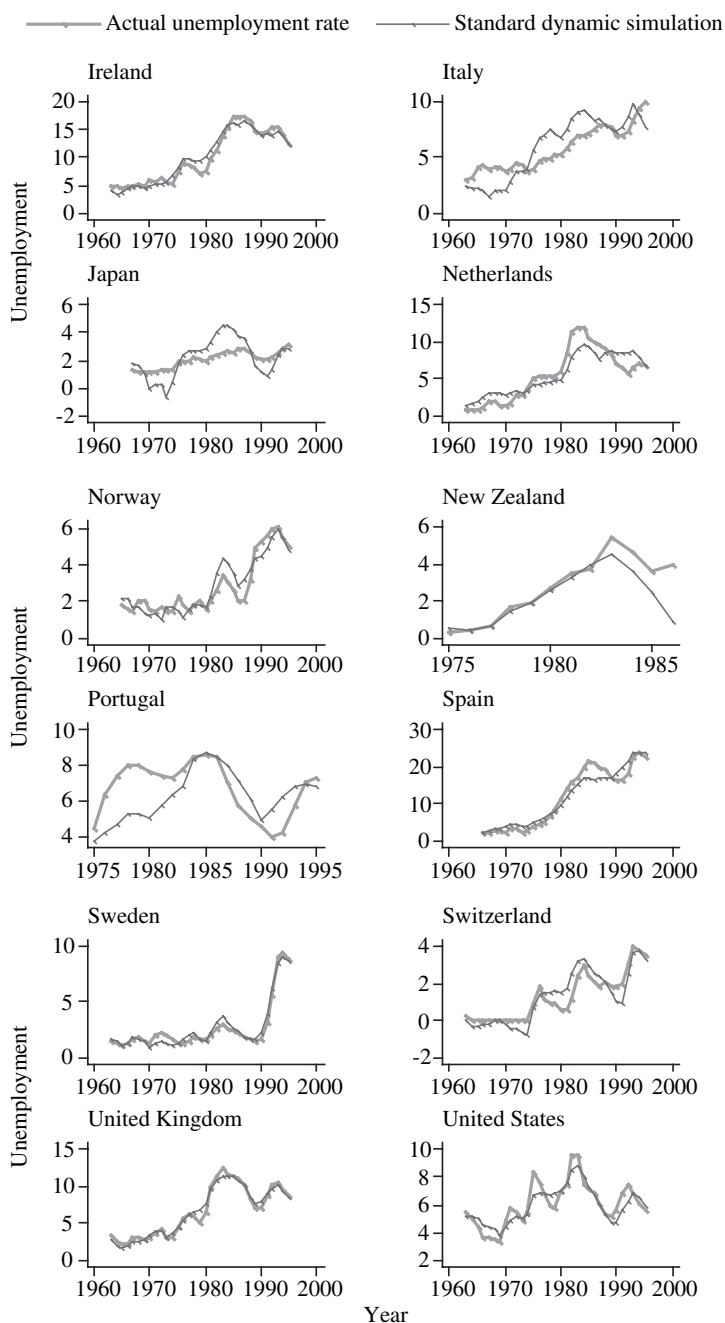 Actual unemployment rate Standard dynamic simulation
Ireland Italy
20 10
15
10 5
5
0 0
1960 1970 1980 1990 2000 1960 1970 1980 1990 2000
Unemployment
Japan Netherlands
6 15
4 10
2
0 5
-2 0
1960 1970 1980 1990 2000 1960 1970 1980 1990 2000
Norway New Zealand
6 6
4 4
2 2
0 0
1960 1970 1980 1990 2000 1975 1980 1985
Unemployment
Portugal Spain
10 30
8 20
6 10
4 0
1975 1980 1985 1990 1995 1960 1970 1980 1990 2000
Sweden Switzerland
10 4
5 2
0 0
-2
1960 1970 1980 1990 2000 1960 1970 1980 1990 2000
Unemployment
United Kingdom United States
15 10
10 8
5 6
4
0 2
1960 1970 1980 1990 2000 1960 1970 1980 1990 2000
Year